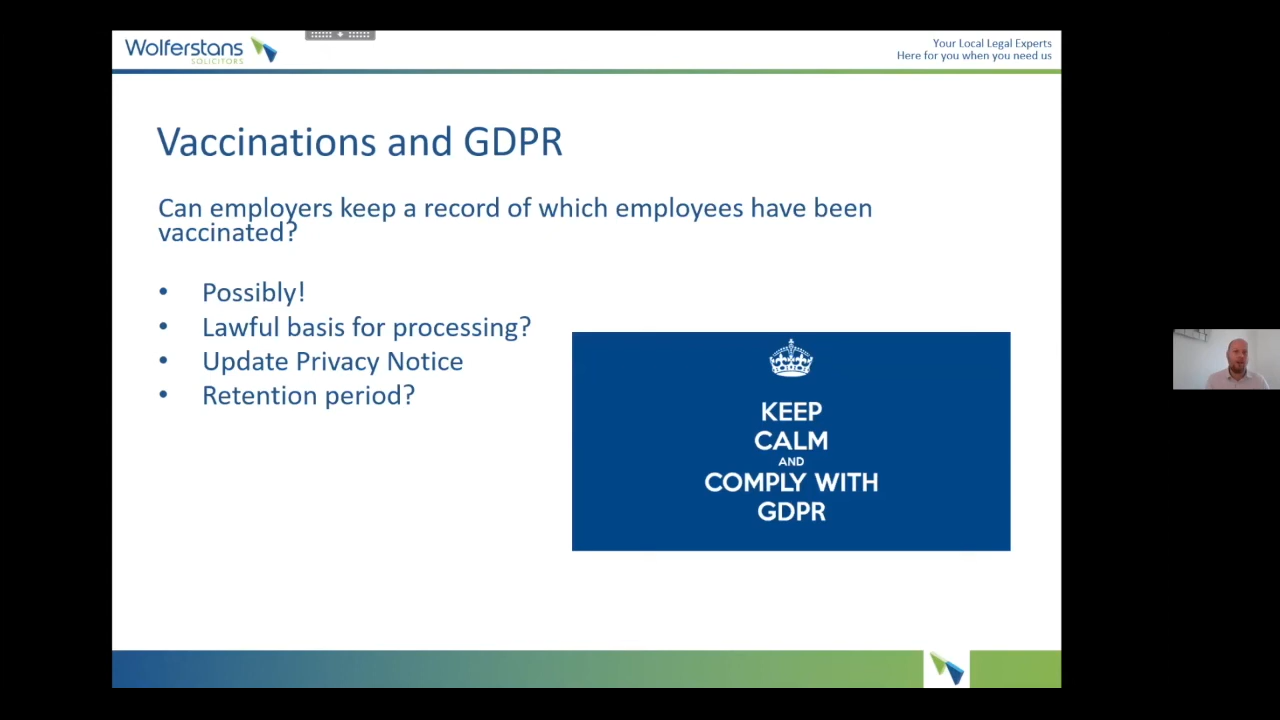 Wolferstans
SOLICITORS
Your Local Legal Experts
Here for you when you need us
Vaccinations and GDPR
Can employers keep a record of which employees have been
vaccinated?
• Possibly!
• Lawful basis for processing?
• Update Privacy Notice
• Retention period?
KEEP
CALM
AND
COMPLY WITH
GDPR